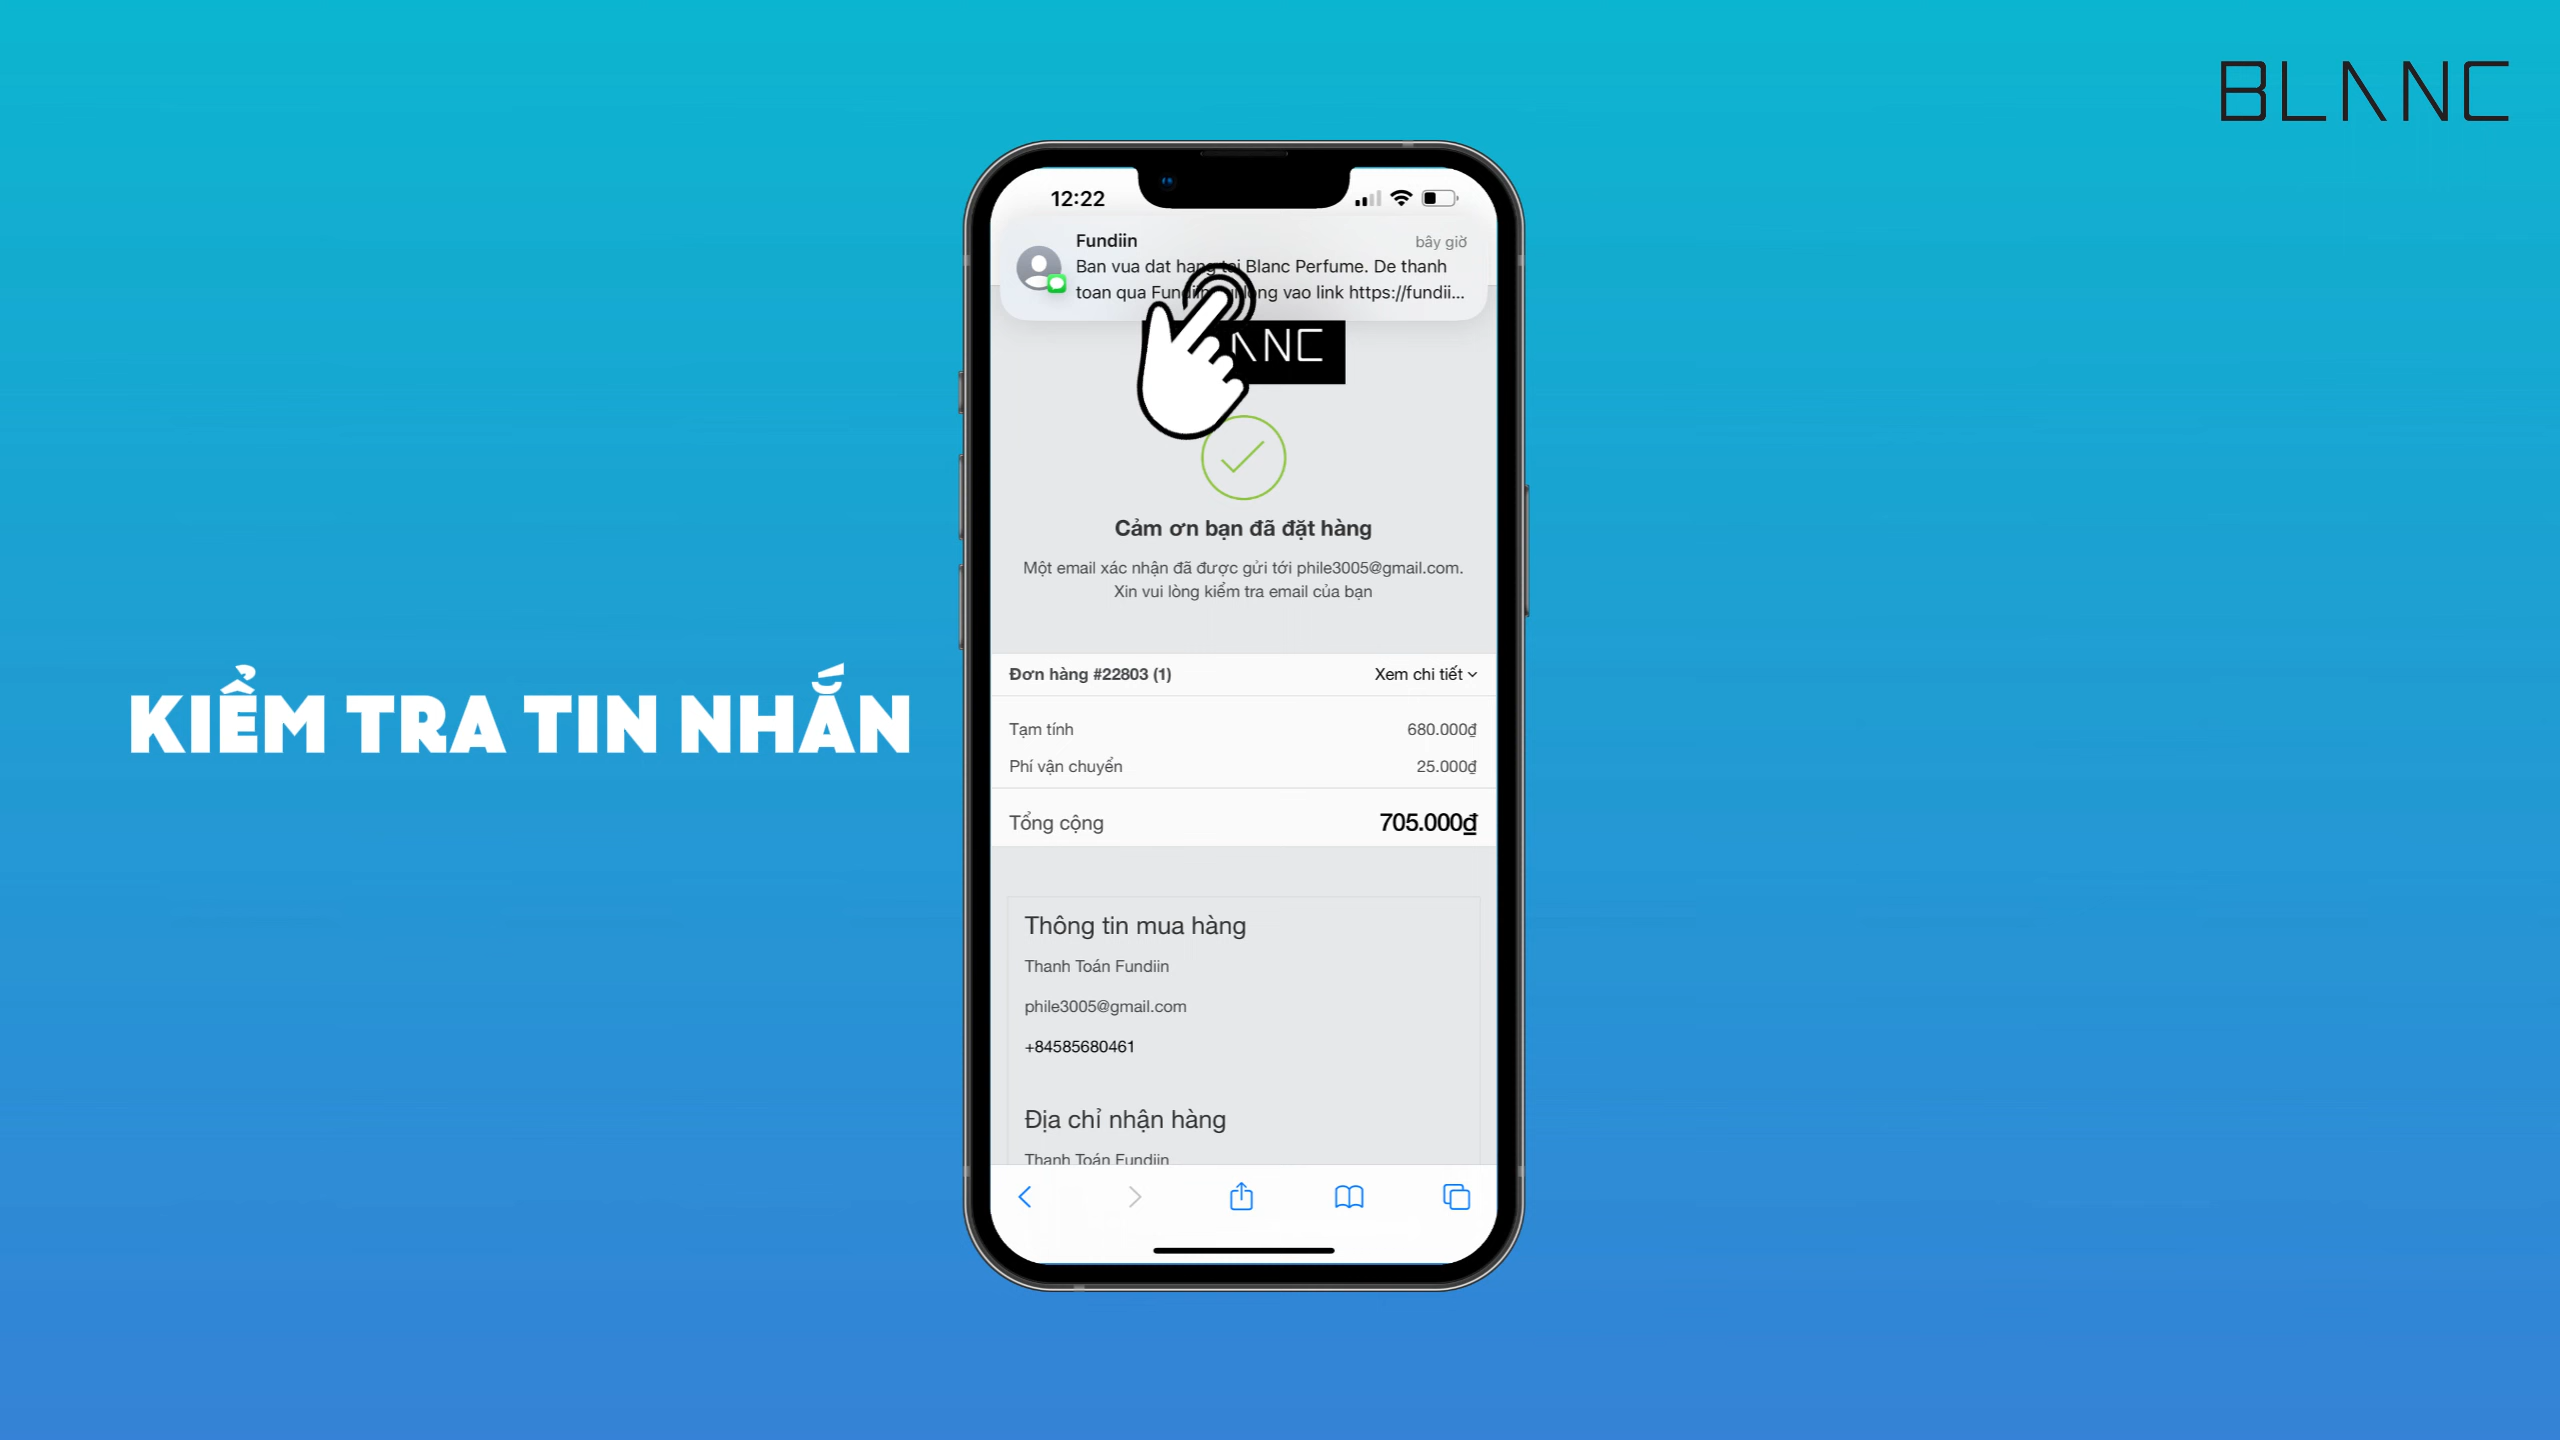 BLANC
12:22
Fundiin
bây giờ
Ban vua dat hang tai Blanc Perfume. De thanh
toan qua Fundiin long vao link https://fundii...
ANC
Cảm ơn bạn đã đặt hàng
Một email xác nhận đã được gửi tới phile3005@gmail.com.
Xin vui lòng kiểm tra email của bạn
KIỂM TRA TIN NHẮN
Đơn hàng #22803 (1)
Xem chi tiết
Tạm tính
680.000₫
Phí vận chuyển
25.000₫
Tổng cộng
705.000₫
Thông tin mua hàng
Thanh Toán Fundiin
phile3005@gmail.com
+84585680461
Địa chỉ nhận hàng
Thanh Toán Fundiin